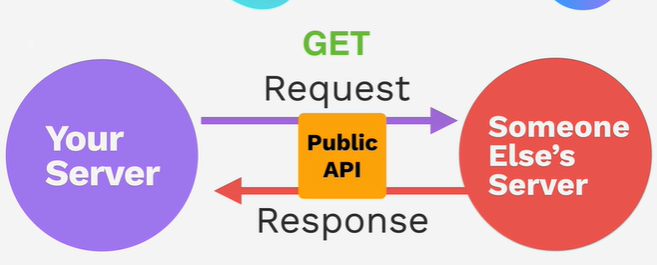 GET
Request
Your
Server
Public
API
Someone
Else's
Server
Response